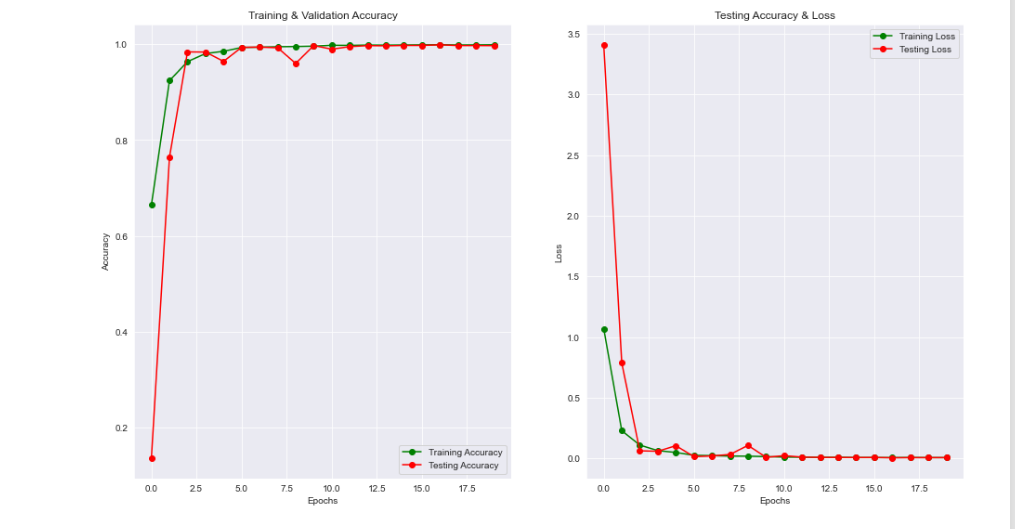 Training & Validation Accuracy
1.0
0.8
0.6
0.4
0.2
Accuracy
0.0 2.5 5.0 7.5 10.0 12.5 15.0 17.5
Epochs
Training Accuracy
Testing Accuracy
Testing Accuracy & Loss
3.5
3.0
2.5
2.0
1.5
1.0
0.5
0.0
Loss
0.0 2.5 5.0 7.5 10.0 12.5 15.0 17.5
Epochs
Training Loss
Testing Loss